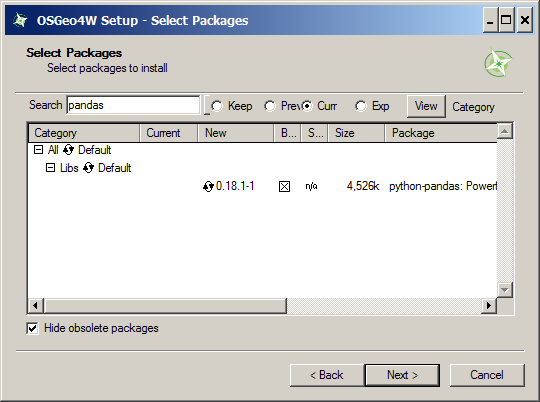 OSGeo4W Setup - Select Packages
Select Packages
Select packages to install
Search pandas Keep Prev Curr Exp View Category
Category Current New B... S... Size Package
All Default
Libs Default
0.18.1-1 n/a 4,526k python-pandas: Powerf
Hide obsolete packages
< Back Next > Cancel